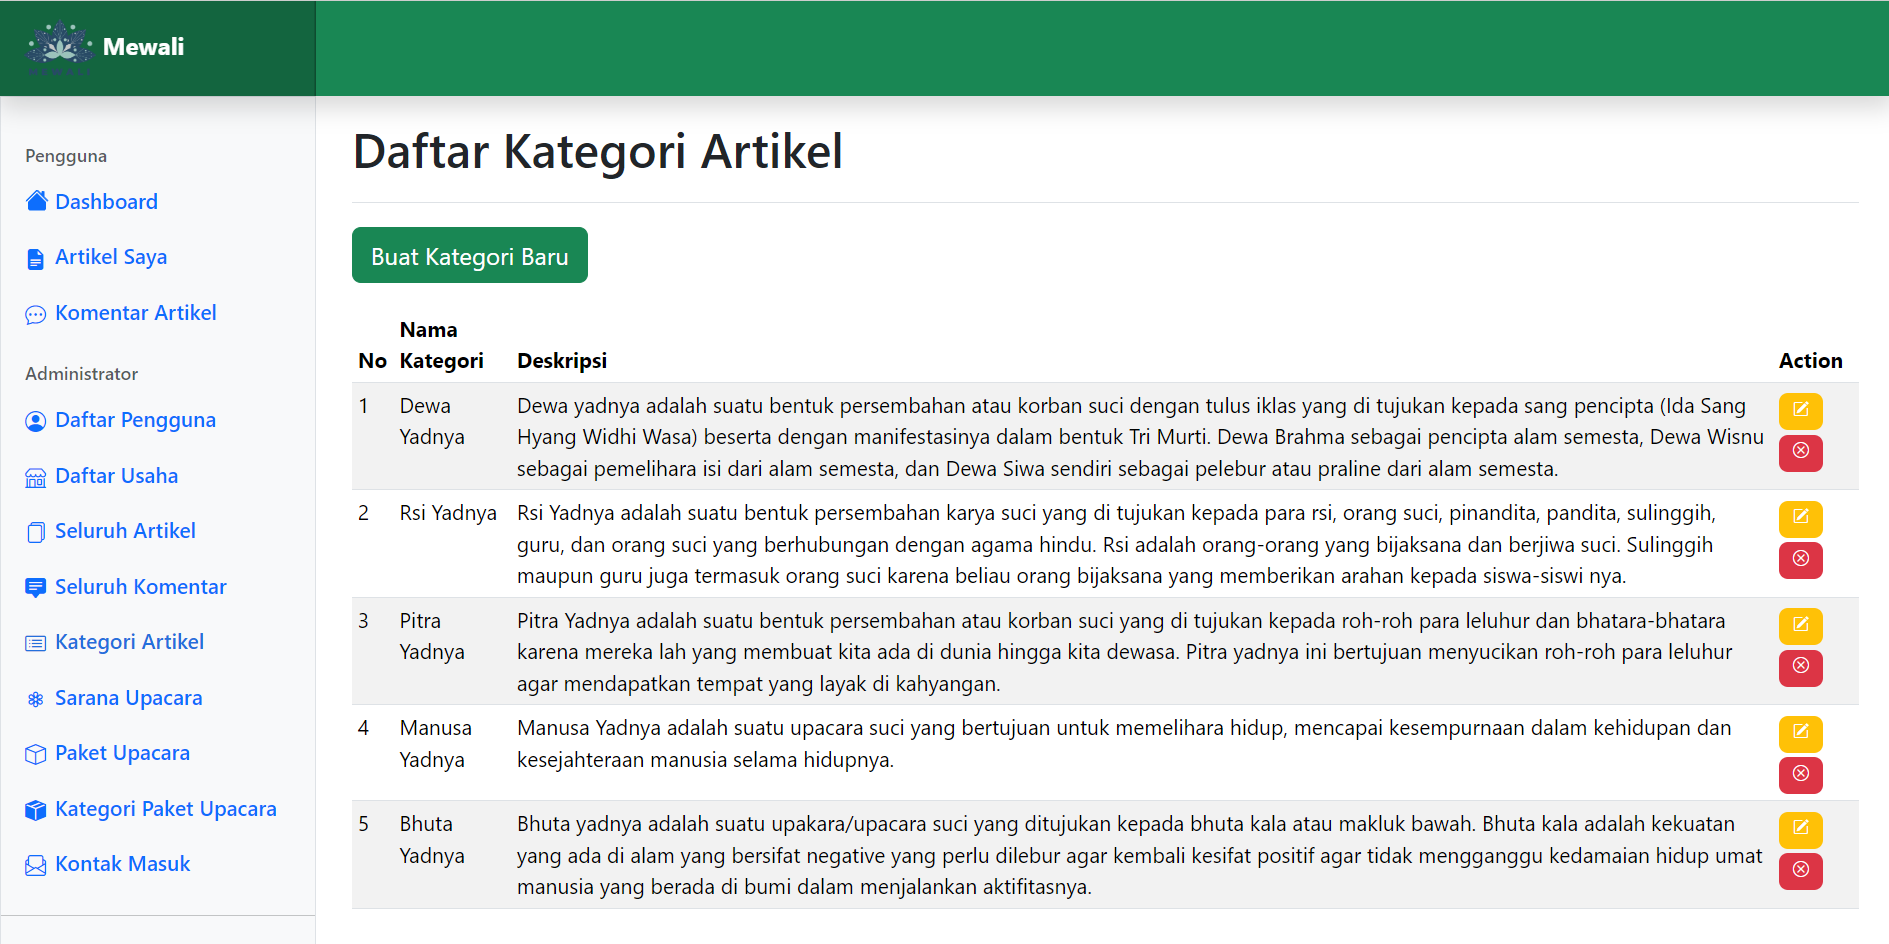 MEWALI
Mewali
Pengguna
Dashboard
Artikel Saya
Komentar Artikel
Administrator
Daftar Pengguna
Daftar Usaha
Seluruh Artikel
Seluruh Komentar
Kategori Artikel
Sarana Upacara
Paket Upacara
Kategori Paket Upacara
Kontak Masuk
Daftar Kategori Artikel
Buat Kategori Baru
No
Nama
Kategori
Deskripsi
Action
1
Dewa
Yadnya
Dewa yadnya adalah suatu bentuk persembahan atau korban suci dengan tulus iklas yang di tujukan kepada sang pencipta (Ida Sang
Hyang Widhi Wasa) beserta dengan manifestasinya dalam bentuk Tri Murti. Dewa Brahma sebagai pencipta alam semesta, Dewa Wisnu
sebagai pemelihara isi dari alam semesta, dan Dewa Siwa sendiri sebagai pelebur atau praline dari alam semesta.
2
Rsi Yadnya
Rsi Yadnya adalah suatu bentuk persembahan karya suci yang di tujukan kepada para rsi, orang suci, pinandita, pandita, sulinggih,
guru, dan orang suci yang berhubungan dengan agama hindu. Rsi adalah orang-orang yang bijaksana dan berjiwa suci. Sulinggih
maupun guru juga termasuk orang suci karena beliau orang bijaksana yang memberikan arahan kepada siswa-siswi nya.
3
Pitra
Yadnya
Pitra Yadnya adalah suatu bentuk persembahan atau korban suci yang di tujukan kepada roh-roh para leluhur dan bhatara-bhatara
karena mereka lah yang membuat kita ada di dunia hingga kita dewasa. Pitra yadnya ini bertujuan menyucikan roh-roh para leluhur
agar mendapatkan tempat yang layak di kahyangan.
4
Manusa
Yadnya
Manusa Yadnya adalah suatu upacara suci yang bertujuan untuk memelihara hidup, mencapai kesempurnaan dalam kehidupan dan
kesejahteraan manusia selama hidupnya.
5
Bhuta
Yadnya
Bhuta yadnya adalah suatu upakara/upacara suci yang ditujukan kepada bhuta kala atau makluk bawah. Bhuta kala adalah kekuatan
yang ada di alam yang bersifat negative yang perlu dilebur agar kembali kesifat positif agar tidak mengganggu kedamaian hidup umat
manusia yang berada di bumi dalam menjalankan aktifitasnya.